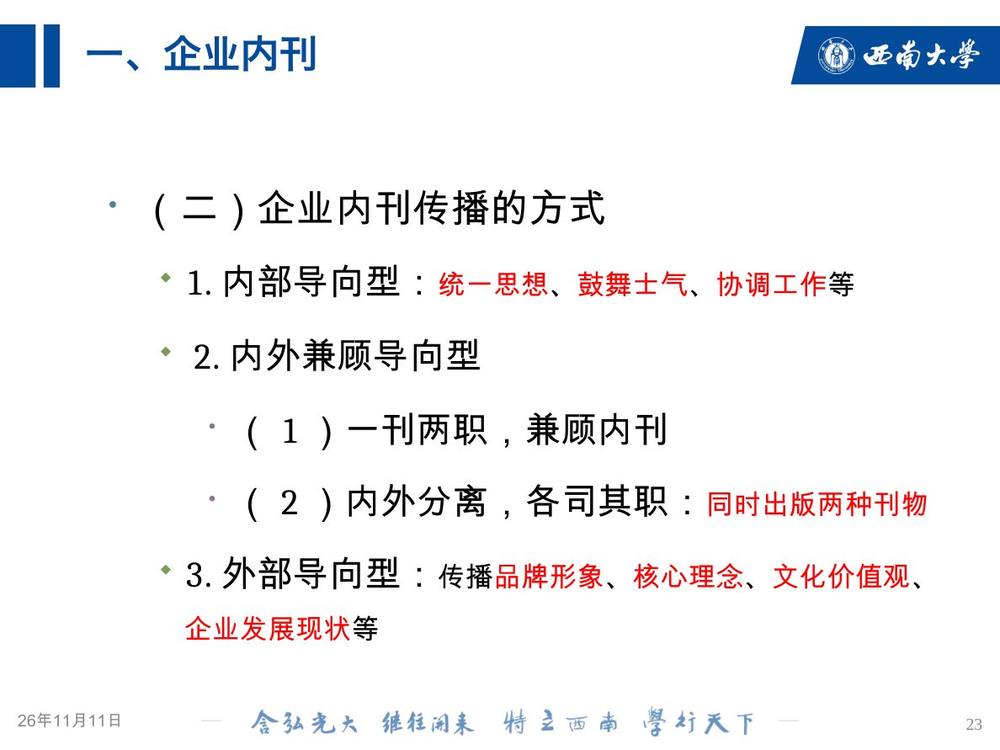 一、企业内刊
西南大学
（二）企业内刊传播的方式
1. 内部导向型：统一思想、鼓舞士气、协调工作等
2. 内外兼顾导向型
（1）一刊两职，兼顾内刊
（2）内外分离，各司其职：同时出版两种刊物
3. 外部导向型：传播品牌形象、核心理念、文化价值观、
企业发展现状等
26年11月11日
含弘光大 继往开来 特立西南 学行天下
23